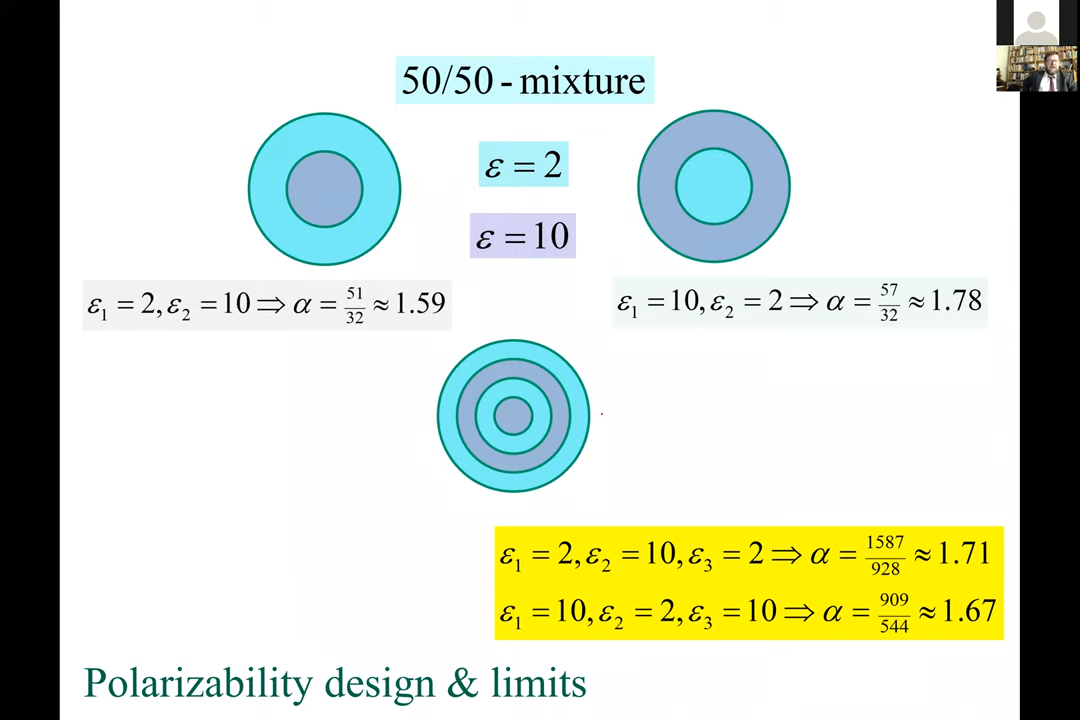 50/50 - mixture
ε = 2
ε = 10
ε₁ = 2, ε₂ = 10 ⇒ α = 51/32 ≈ 1.59
ε₁ = 10, ε₂ = 2 ⇒ α = 57/32 ≈ 1.78
ε₁ = 2, ε₂ = 10, ε₃ = 2 ⇒ α = 1587/928 ≈ 1.71
ε₁ = 10, ε₂ = 2, ε₃ = 10 ⇒ α = 909/544 ≈ 1.67
Polarizability design & limits